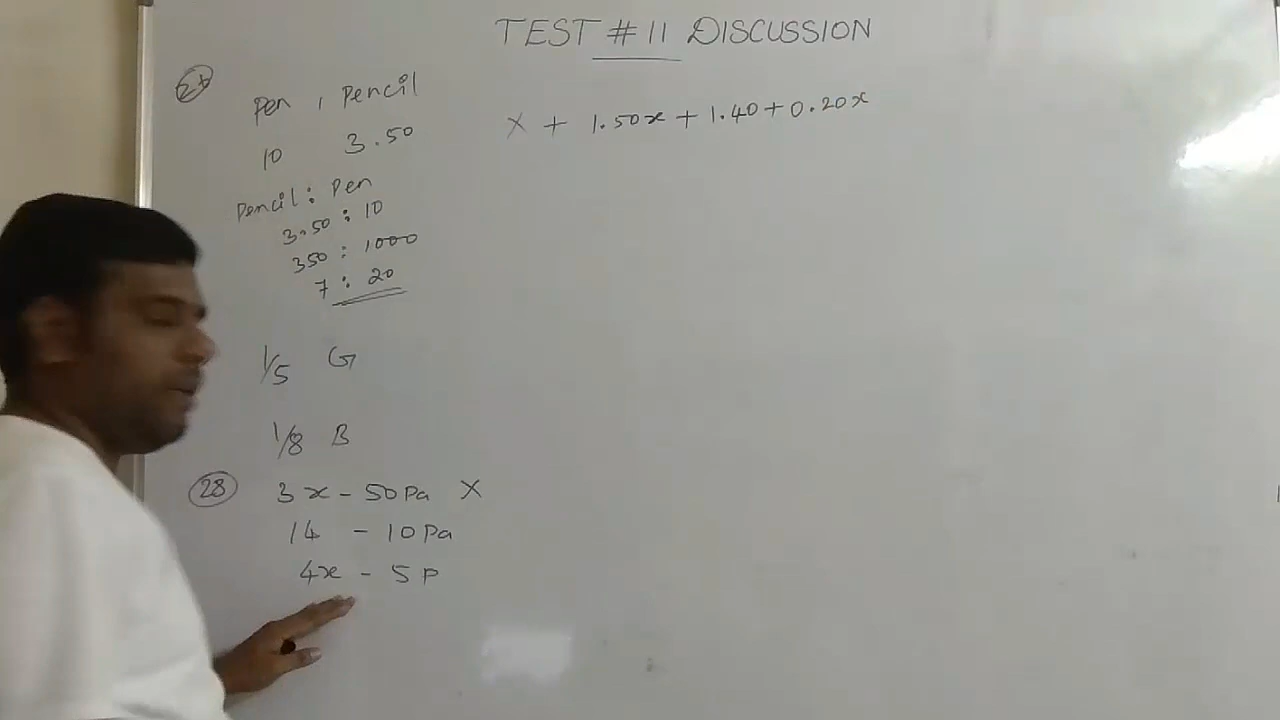 TEST # 11 DISCUSSION
Pen , Pencil
10 3.50
Pencil : Pen
3.50 : 10
350 : 1000
7 : 20
1/5 G
1/8 B
28 3x - 50 Pa X
14 - 10 Pa
4x - 5 P
X + 1.50x + 1.40 + 0.20x